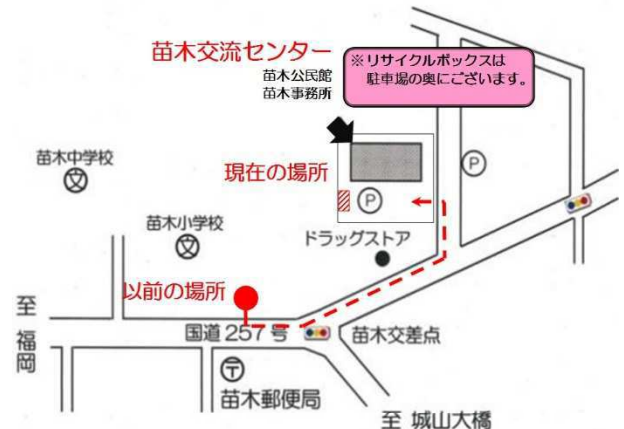 苗木交流センター
苗木公民館
苗木事務所
※リサイクルボックスは
駐車場の奥にございます。
苗木中学校
文
現在の場所
P
P
苗木小学校
文
ドラッグストア
以前の場所
至
福
岡
国道257号
苗木交差点
〒
苗木郵便局
至 城山大橋